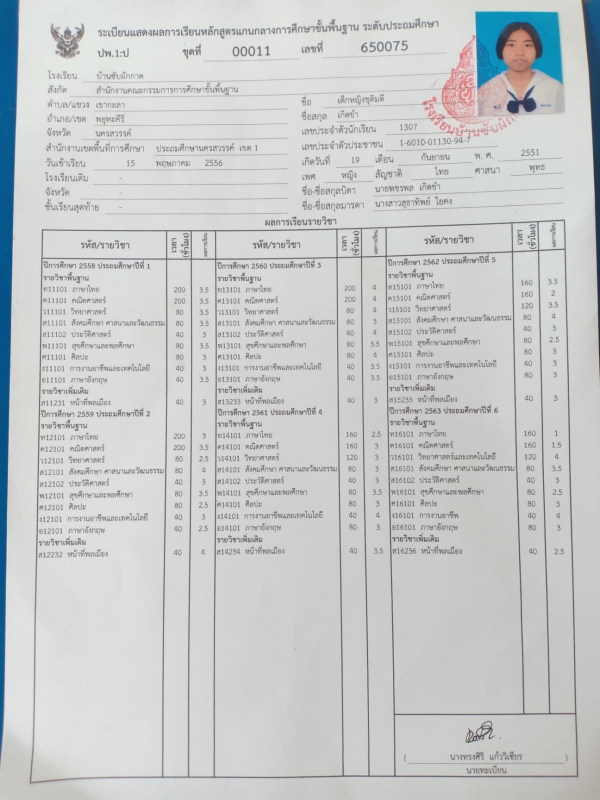 ระเบียนแสดงผลการเรียนหลักสูตรแกนกลางการศึกษาขั้นพื้นฐาน ระดับประถมศึกษา
ปพ.1:ป ชุดที่ 00011 เลขที่ 650075
โรงเรียน บ้านซับผักกาด
สังกัด สำนักงานคณะกรรมการการศึกษาขั้นพื้นฐาน
ตำบล/แขวง เขากะลา
อำเภอ/เขต พยุหะคีรี
จังหวัด นครสวรรค์
สำนักงานเขตพื้นที่การศึกษา ประถมศึกษานครสวรรค์ เขต 1
วันเข้าเรียน 15 พฤษภาคม 2556
โรงเรียนเดิม -
จังหวัด -
ชั้นเรียนสุดท้าย -
ชื่อ เด็กหญิงชุติมดี
ชื่อสกุล เกิดขำ
เลขประจำตัวนักเรียน 1307
เลขประจำตัวประชาชน 1-6010-01130-94-7
เกิดวันที่ 19 เดือน กันยายน พ. ศ. 2551
เพศ หญิง สัญชาติ ไทย ศาสนา พุทธ
ชื่อ-ชื่อสกุลบิดา นายพชรพล เกิดขำ
ชื่อ-ชื่อสกุลมารดา นางสาวสุธาทิพย์ ใยคง
โรงเรียนบ้านซับผัก
ผลการเรียนรายวิชา
รหัส/รายวิชา เวลา (ชั่วโมง) ผลการเรียน
ปีการศึกษา 2558 ประถมศึกษาปีที่ 1
รายวิชาพื้นฐาน
ท11101 ภาษาไทย 200 3.5
ค11101 คณิตศาสตร์ 200 3.5
ว11101 วิทยาศาสตร์ 80 3.5
ส11101 สังคมศึกษา ศาสนาและวัฒนธรรม 80 3.5
ส11102 ประวัติศาสตร์ 40 3
พ11101 สุขศึกษาและพลศึกษา 80 3.5
ศ11101 ศิลปะ 80 3
ง11101 การงานอาชีพและเทคโนโลยี 40 3
อ11101 ภาษาอังกฤษ 40 3.5
รายวิชาเพิ่มเติม
ส11231 หน้าที่พลเมือง 40 3
ปีการศึกษา 2559 ประถมศึกษาปีที่ 2
รายวิชาพื้นฐาน
ท12101 ภาษาไทย 200 3
ค12101 คณิตศาสตร์ 200 3.5
ว12101 วิทยาศาสตร์ 80 2.5
ส12101 สังคมศึกษา ศาสนาและวัฒนธรรม 80 4
ส12102 ประวัติศาสตร์ 40 3
พ12101 สุขศึกษาและพลศึกษา 80 3.5
ศ12101 ศิลปะ 80 2.5
ง12101 การงานอาชีพและเทคโนโลยี 40 3
อ12101 ภาษาอังกฤษ 40 2.5
รายวิชาเพิ่มเติม
ส12232 หน้าที่พลเมือง 40 4
รหัส/รายวิชา เวลา (ชั่วโมง) ผลการเรียน
ปีการศึกษา 2560 ประถมศึกษาปีที่ 3
รายวิชาพื้นฐาน
ท13101 ภาษาไทย 200 4
ค13101 คณิตศาสตร์ 200 4
ว13101 วิทยาศาสตร์ 80 4
ส13101 สังคมศึกษา ศาสนาและวัฒนธรรม 80 3
ส13102 ประวัติศาสตร์ 40 4
พ13101 สุขศึกษาและพลศึกษา 80 3.5
ศ13101 ศิลปะ 80 4
ง13101 การงานอาชีพและเทคโนโลยี 40 3.5
อ13101 ภาษาอังกฤษ 40 3.5
รายวิชาเพิ่มเติม
ส13233 หน้าที่พลเมือง 40 3
ปีการศึกษา 2561 ประถมศึกษาปีที่ 4
รายวิชาพื้นฐาน
ท14101 ภาษาไทย 160 2.5
ค14101 คณิตศาสตร์ 160 3
ว14101 วิทยาศาสตร์ 120 3
ส14101 สังคมศึกษา ศาสนาและวัฒนธรรม 80 3
ส14102 ประวัติศาสตร์ 40 3
พ14101 สุขศึกษาและพลศึกษา 80 3.5
ศ14101 ศิลปะ 80 3
ง14101 การงานอาชีพและเทคโนโลยี 40 4
อ14101 ภาษาอังกฤษ 80 3
รายวิชาเพิ่มเติม
ส14234 หน้าที่พลเมือง 40 3.5
รหัส/รายวิชา เวลา (ชั่วโมง) ผลการเรียน
ปีการศึกษา 2562 ประถมศึกษาปีที่ 5
รายวิชาพื้นฐาน
ท15101 ภาษาไทย 160 3.5
ค15101 คณิตศาสตร์ 160 2
ว15101 วิทยาศาสตร์ 120 3.5
ส15101 สังคมศึกษา ศาสนาและวัฒนธรรม 80 4
ส15102 ประวัติศาสตร์ 40 3
พ15101 สุขศึกษาและพลศึกษา 80 2.5
ศ15101 ศิลปะ 80 3
ง15101 การงานอาชีพและเทคโนโลยี 40 3
อ15101 ภาษาอังกฤษ 80 3
รายวิชาเพิ่มเติม
ส15235 หน้าที่พลเมือง 40 3
ปีการศึกษา 2563 ประถมศึกษาปีที่ 6
รายวิชาพื้นฐาน
ท16101 ภาษาไทย 160 1
ค16101 คณิตศาสตร์ 160 1.5
ว16101 วิทยาศาสตร์และเทคโนโลยี 120 4
ส16101 สังคมศึกษา ศาสนาและวัฒนธรรม 80 3.5
ส16102 ประวัติศาสตร์ 40 3
พ16101 สุขศึกษาและพลศึกษา 80 2.5
ศ16101 ศิลปะ 80 3
ง16101 การงานอาชีพ 40 4
อ16101 ภาษาอังกฤษ 80 3
รายวิชาเพิ่มเติม
ส16236 หน้าที่พลเมือง 40 2.5
( นางทรงศิริ แก้ววิเชียร )
นายทะเบียน